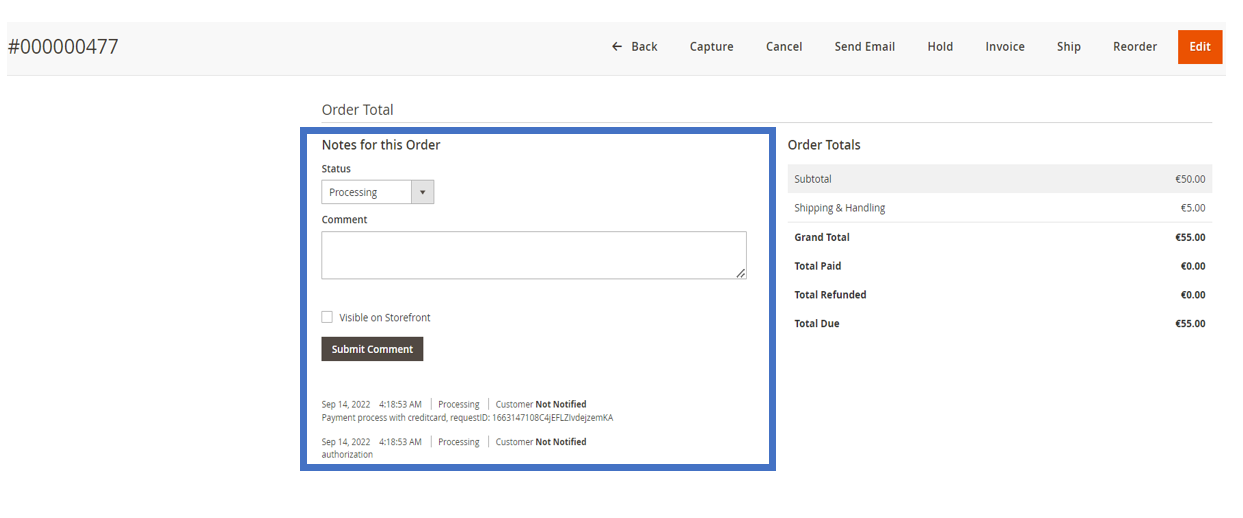 #000000477
← Back Capture Cancel Send Email Hold Invoice Ship Reorder Edit
Order Total
Notes for this Order
Status
Processing
Comment
Visible on Storefront
Submit Comment
Sep 14, 2022 4:18:53 AM | Processing | Customer Not Notified
Payment process with creditcard, requestID: 1663147108C4jEFLZIvdejzemKA
Sep 14, 2022 4:18:53 AM | Processing | Customer Not Notified
authorization
Order Totals
Subtotal €50.00
Shipping & Handling €5.00
Grand Total €55.00
Total Paid €0.00
Total Refunded €0.00
Total Due €55.00